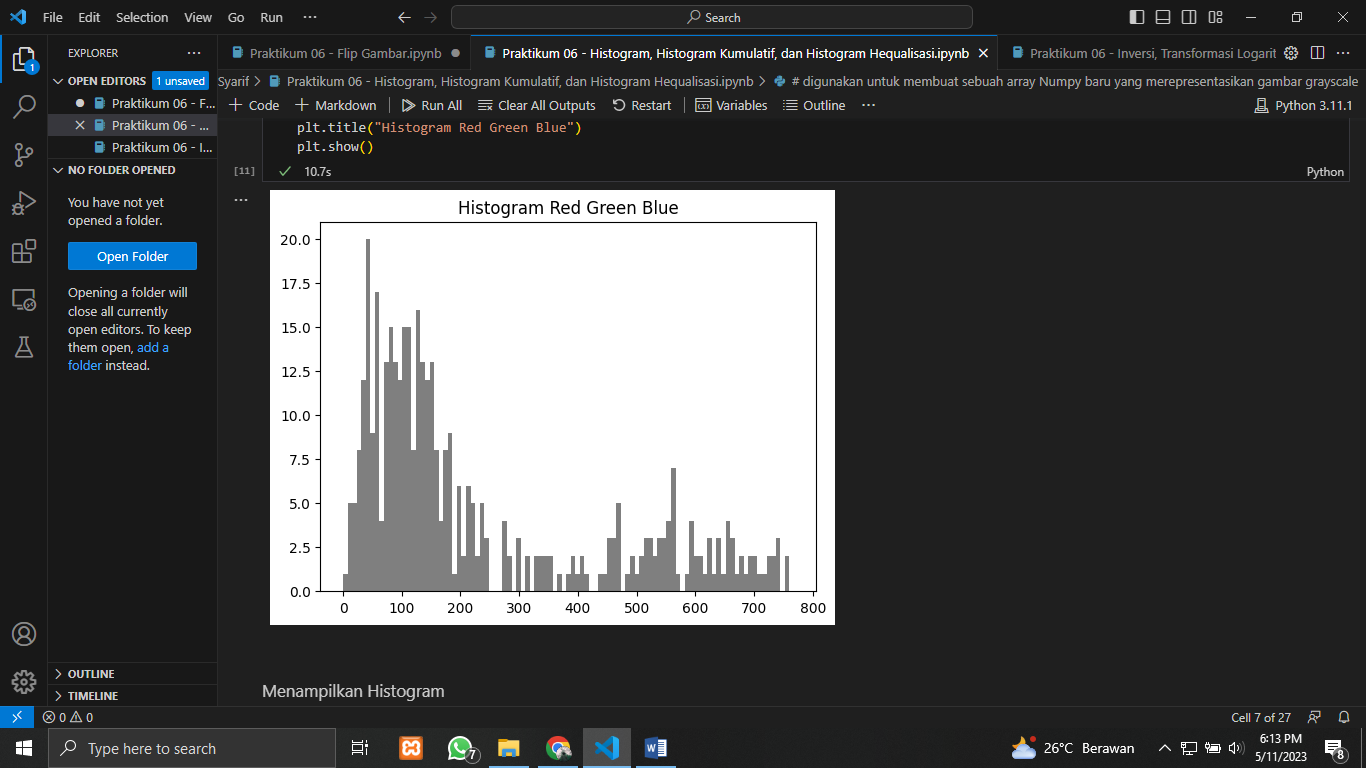 File Edit Selection View Go Run ··· Search
EXPLORER ···
OPEN EDITORS 1 unsaved
Praktikum 06 - F...
Praktikum 06 - ...
Praktikum 06 - I...
NO FOLDER OPENED
You have not yet
opened a folder.
Open Folder
Opening a folder will
close all currently
open editors. To keep
them open, add a
folder instead.
OUTLINE
TIMELINE
1
Praktikum 06 - Flip Gambar.ipynb
Praktikum 06 - Histogram, Histogram Kumulatif, dan Histogram Hequalisasi.ipynb
Praktikum 06 - Inversi, Transformasi Logarit
Syarif > Praktikum 06 - Histogram, Histogram Kumulatif, dan Histogram Hequalisasi.ipynb > # digunakan untuk membuat sebuah array Numpy baru yang merepresentasikan gambar grayscale
+ Code + Markdown Run All Clear All Outputs Restart Variables Outline ··· Python 3.11.1
plt.title("Histogram Red Green Blue")
plt.show()
[11] 10.7s Python
···
Histogram Red Green Blue
20.0
17.5
15.0
12.5
10.0
7.5
5.0
2.5
0.0
0 100 200 300 400 500 600 700 800
Menampilkan Histogram
0 0 Cell 7 of 27
Type here to search 7 26°C Berawan 6:13 PM
5/11/2023 8